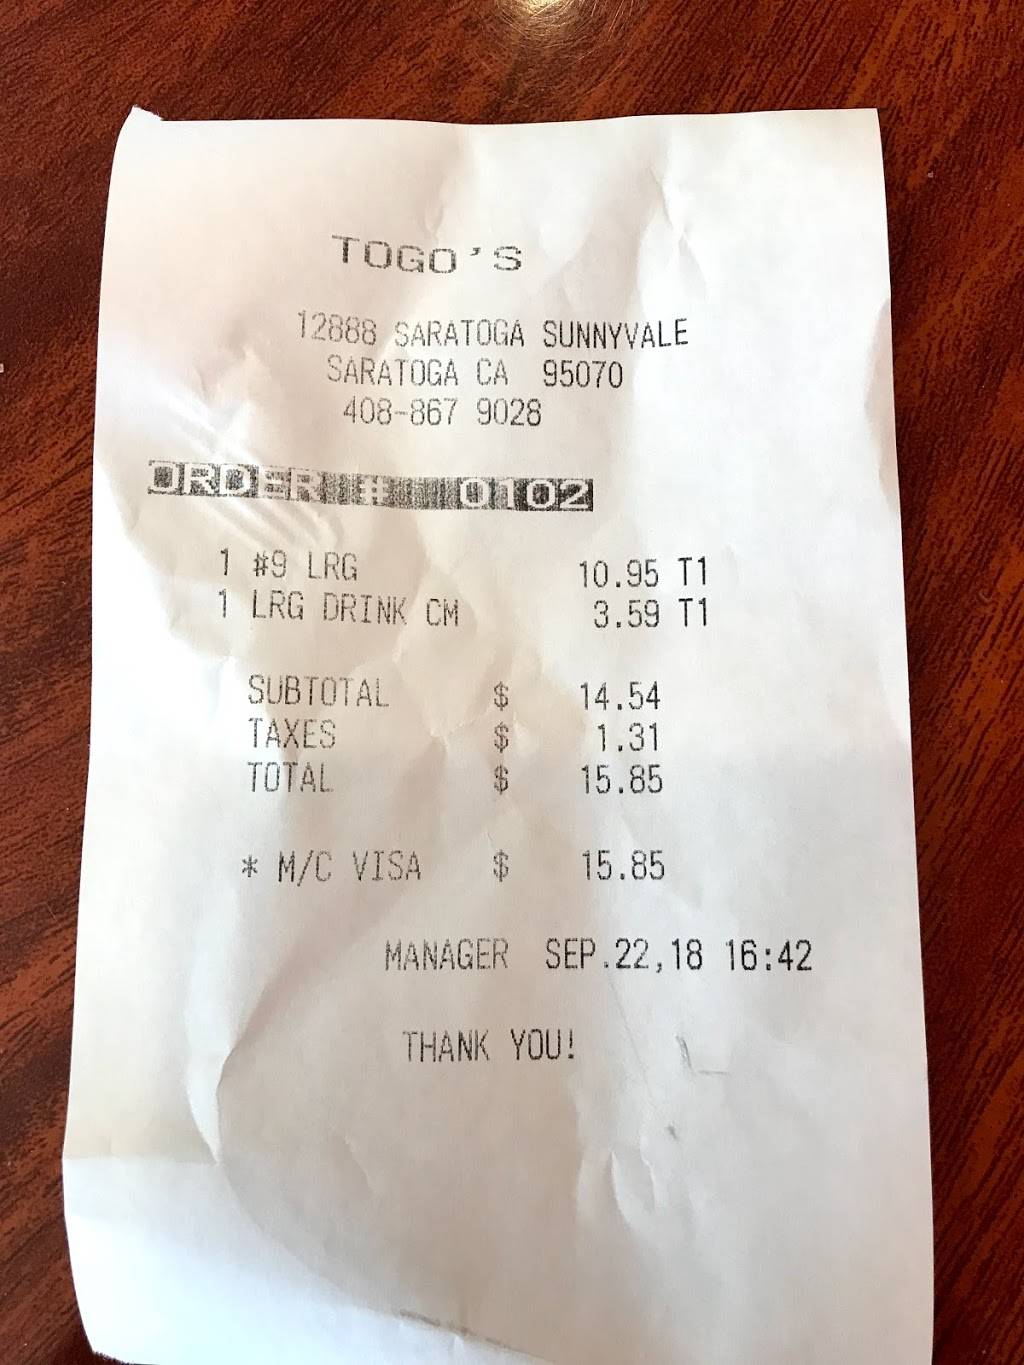 TOGO'S
12888 SARATOGA SUNNYVALE
SARATOGA CA 95070
408-867 9028
ORDER # 0102
1 #9 LRG 10.95 T1
1 LRG DRINK CM 3.59 T1
SUBTOTAL $ 14.54
TAXES $ 1.31
TOTAL $ 15.85
* M/C VISA $ 15.85
MANAGER SEP.22,18 16:42
THANK YOU!